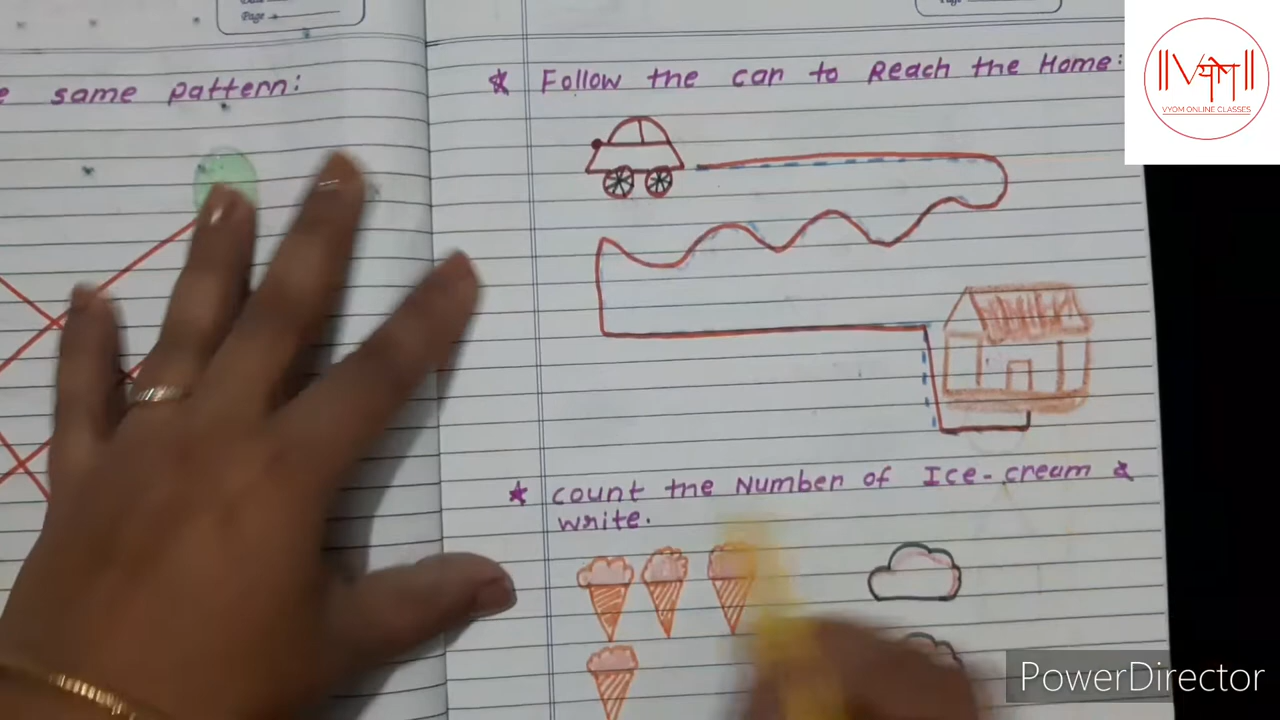 Page
same pattern:
★ Follow the car to Reach the Home:
★ count the Number of Ice-cream &
write.
||व्योम||
VYOM ONLINE CLASSES
PowerDirector